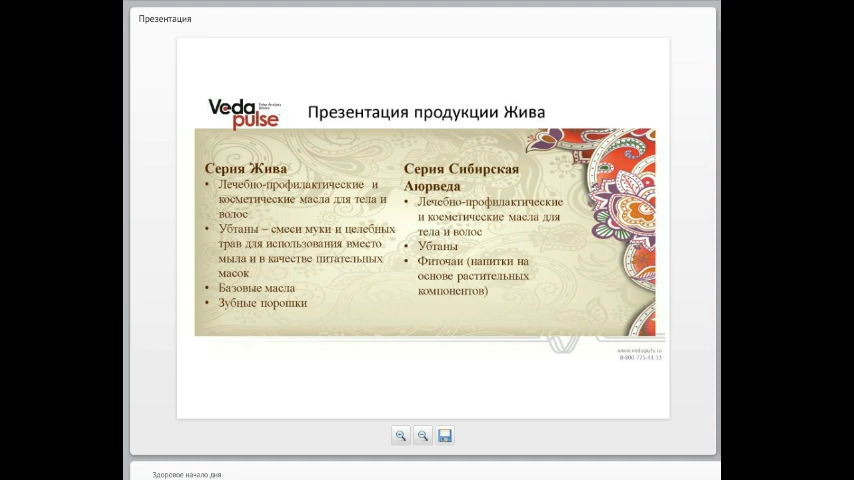 Презентация
Veda
pulse
Презентация продукции Жива
Серия Жива
• Лечебно-профилактические и
косметические масла для тела и
волос
• Убтаны – смеси муки и целебных
трав для использования вместо
мыла и в качестве питательных
масок
• Базовые масла
• Зубные порошки
Серия Сибирская
Аюрведа
• Лечебно-профилактические
и косметические масла для
тела и волос
• Убтаны
• Фиточаи (напитки на
основе растительных
компонентов)
Здоровое начало дня